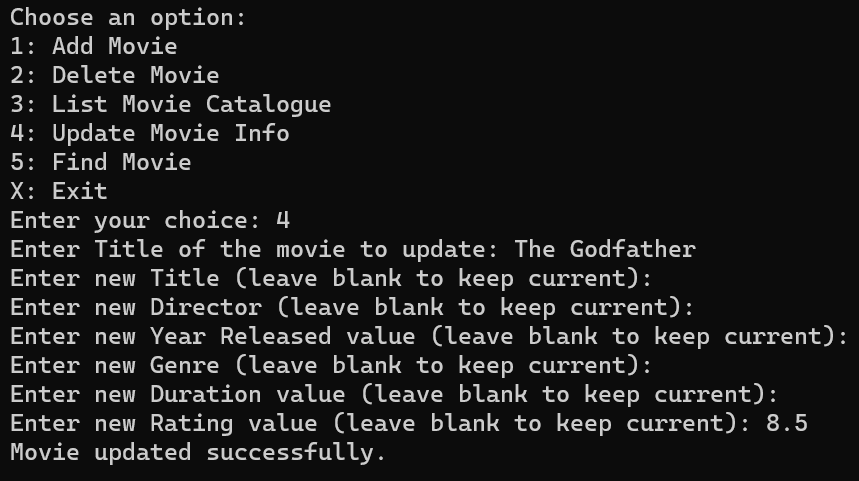 Choose an option:
1: Add Movie
2: Delete Movie
3: List Movie Catalogue
4: Update Movie Info
5: Find Movie
X: Exit
Enter your choice: 4
Enter Title of the movie to update: The Godfather
Enter new Title (leave blank to keep current):
Enter new Director (leave blank to keep current):
Enter new Year Released value (leave blank to keep current):
Enter new Genre (leave blank to keep current):
Enter new Duration value (leave blank to keep current):
Enter new Rating value (leave blank to keep current): 8.5
Movie updated successfully.